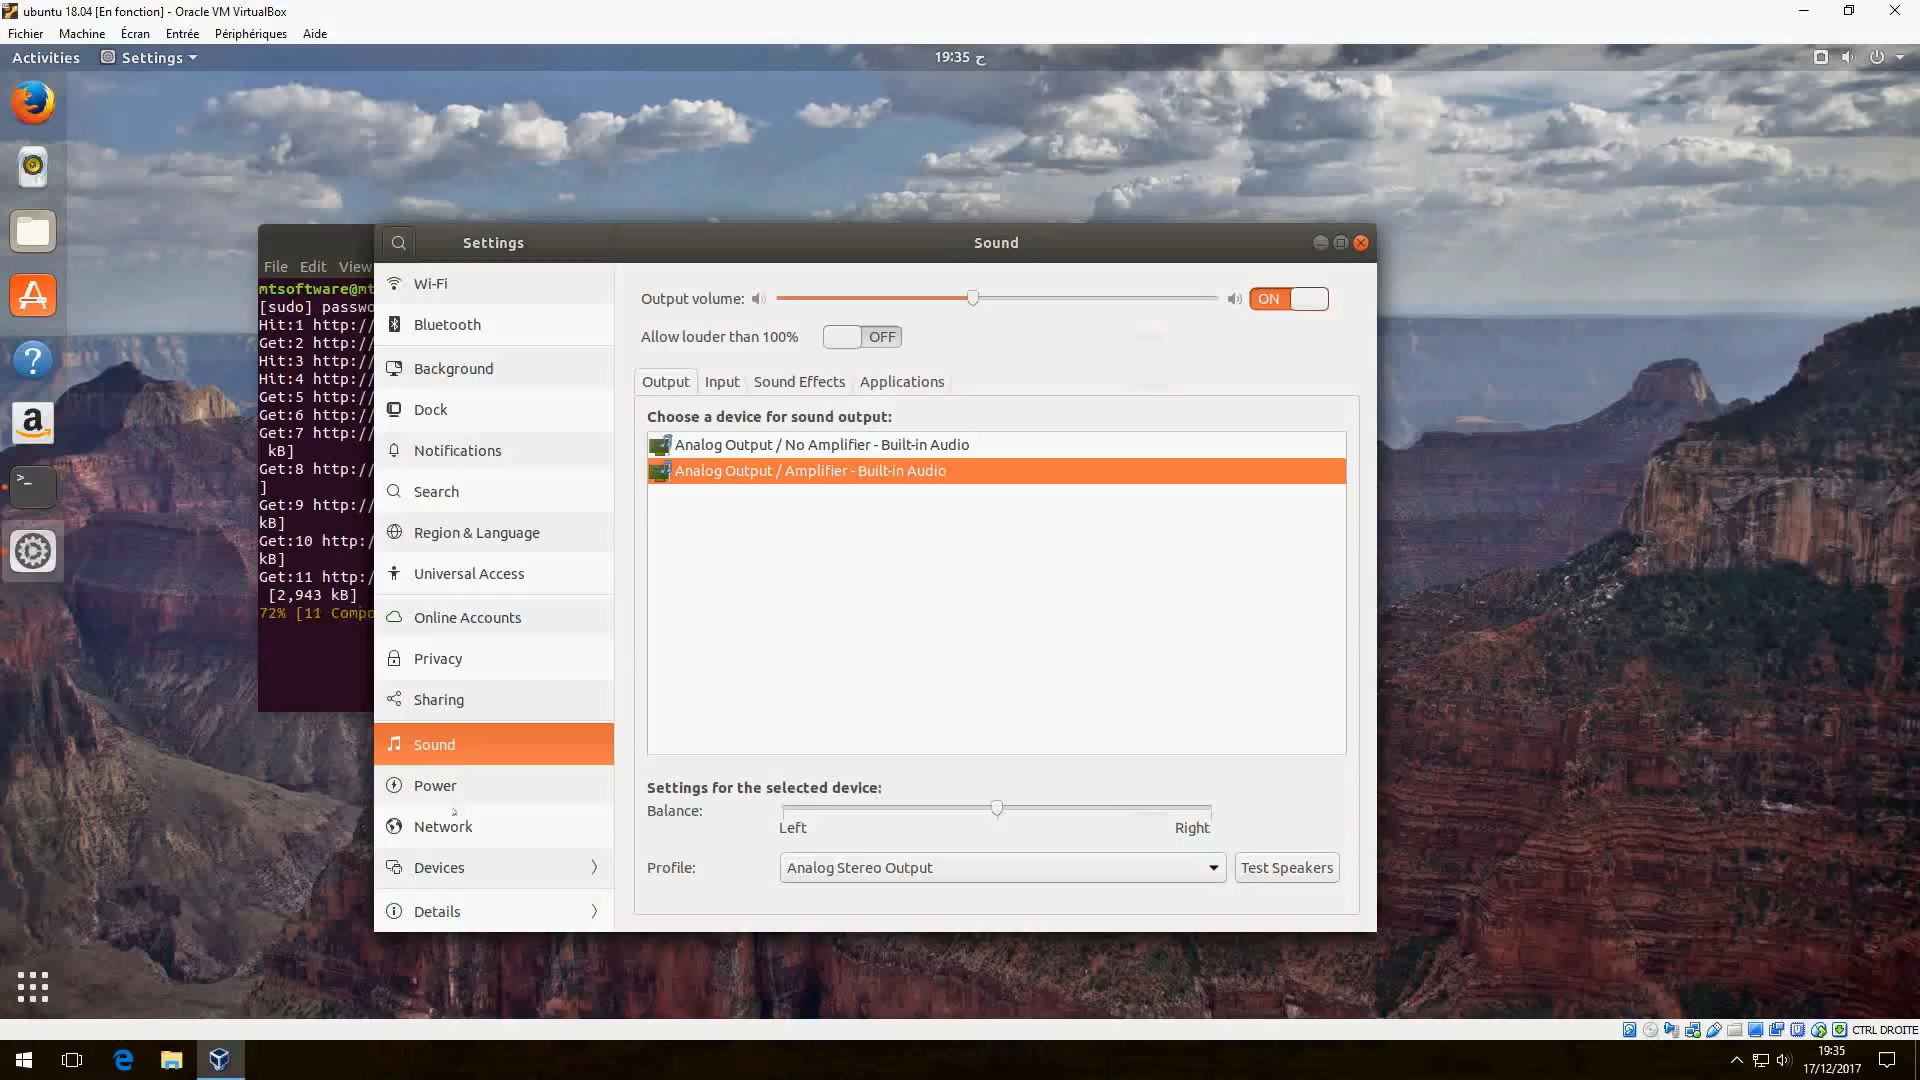 ubuntu 18.04 [En fonction] - Oracle VM VirtualBox
Fichier Machine Écran Entrée Périphériques Aide
Activities Settings 19:35 ح
Settings Sound
File Edit View
mtsoftware@mt
[sudo] passwo
Hit:1 http://
Get:2 http://
Hit:3 http://
Hit:4 http://
Get:5 http://
Get:6 http://
Get:7 http:/
kB]
Get:8 http:/
]
Get:9 http:/
kB]
Get:10 http:/
kB]
Get:11 http:/
[2,943 kB]
72% [11 Compo
Wi-Fi
Bluetooth
Background
Dock
Notifications
Search
Region & Language
Universal Access
Online Accounts
Privacy
Sharing
Sound
Power
Network
Devices
Details
Output volume: ON
Allow louder than 100% OFF
Output Input Sound Effects Applications
Choose a device for sound output:
Analog Output / No Amplifier - Built-in Audio
Analog Output / Amplifier - Built-in Audio
Settings for the selected device:
Balance:
Left Right
Profile: Analog Stereo Output Test Speakers
CTRL DROITE
19:35
17/12/2017